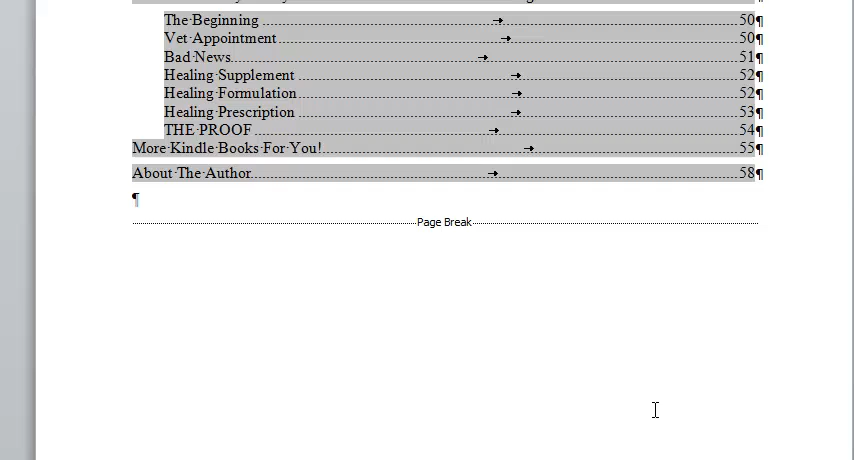 The Beginning → 50¶
Vet Appointment → 50¶
Bad News → 51¶
Healing Supplement → 52¶
Healing Formulation → 52¶
Healing Prescription → 53¶
THE PROOF → 54¶
More Kindle Books For You! → 55¶
About The Author → 58¶
¶
Page Break